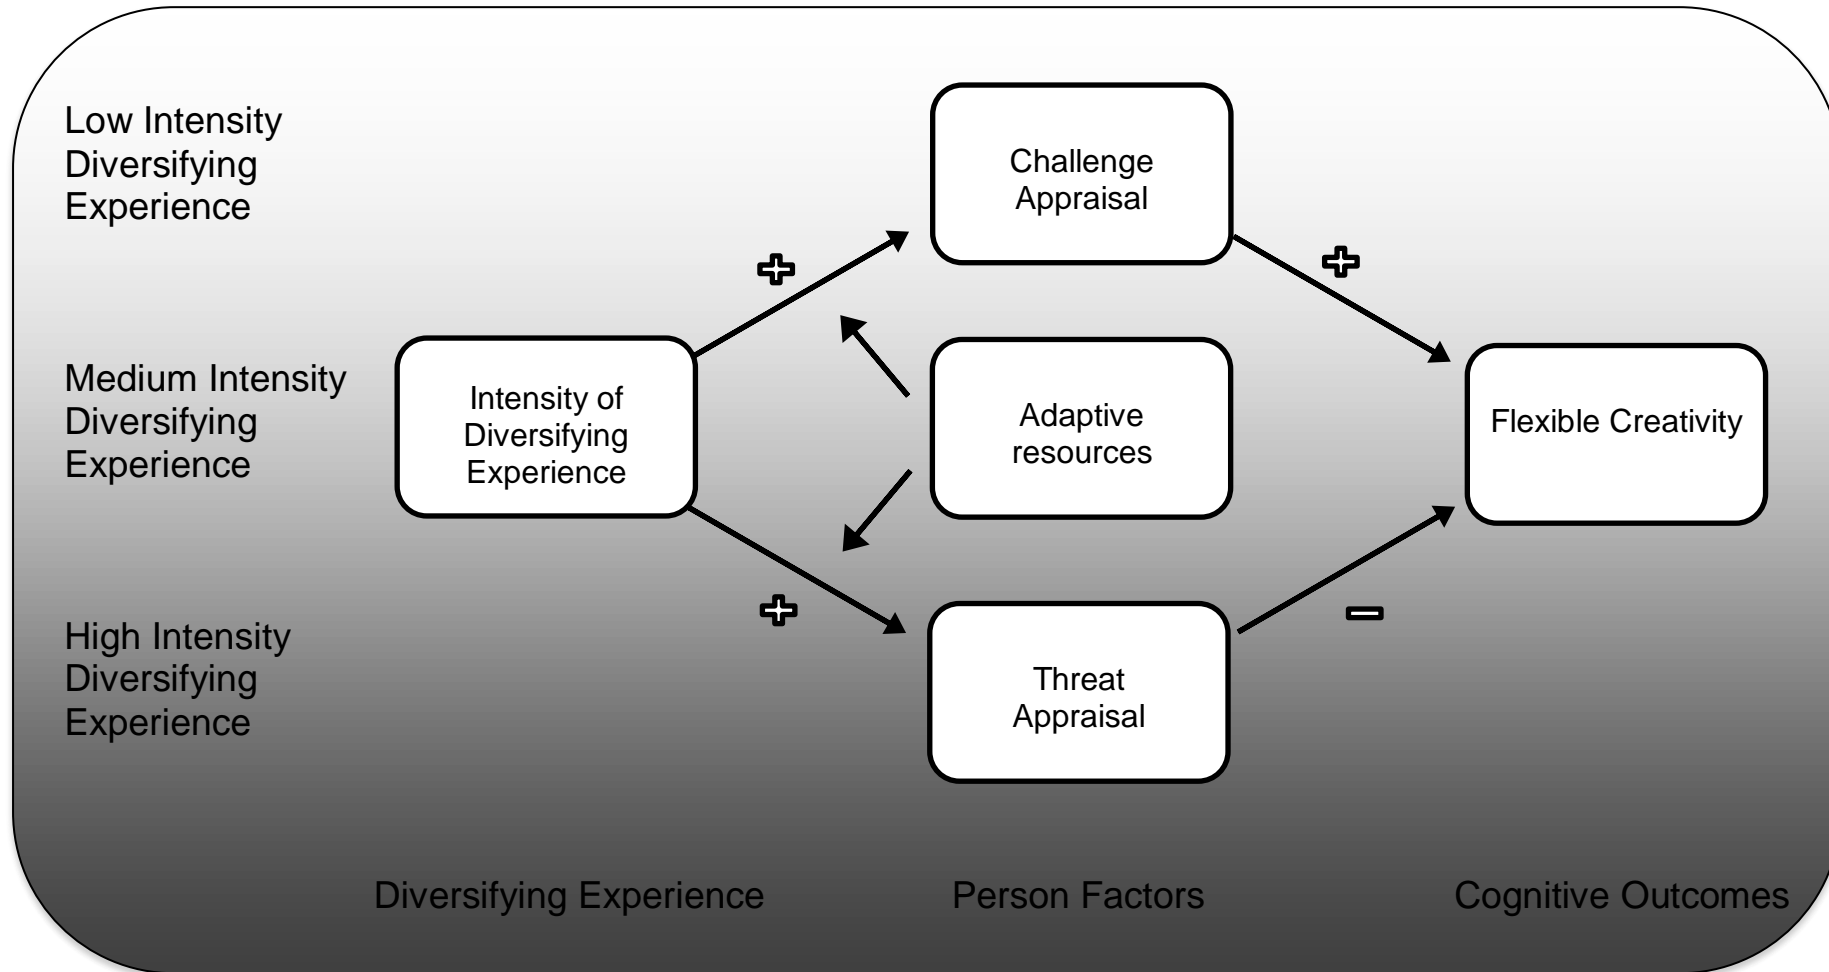 Low Intensity
Diversifying
Experience
Challenge
Appraisal
Medium Intensity
Diversifying
Experience
Intensity of
Diversifying
Experience
Adaptive
resources
Flexible Creativity
High Intensity
Diversifying
Experience
Threat
Appraisal
Diversifying Experience
Person Factors
Cognitive Outcomes